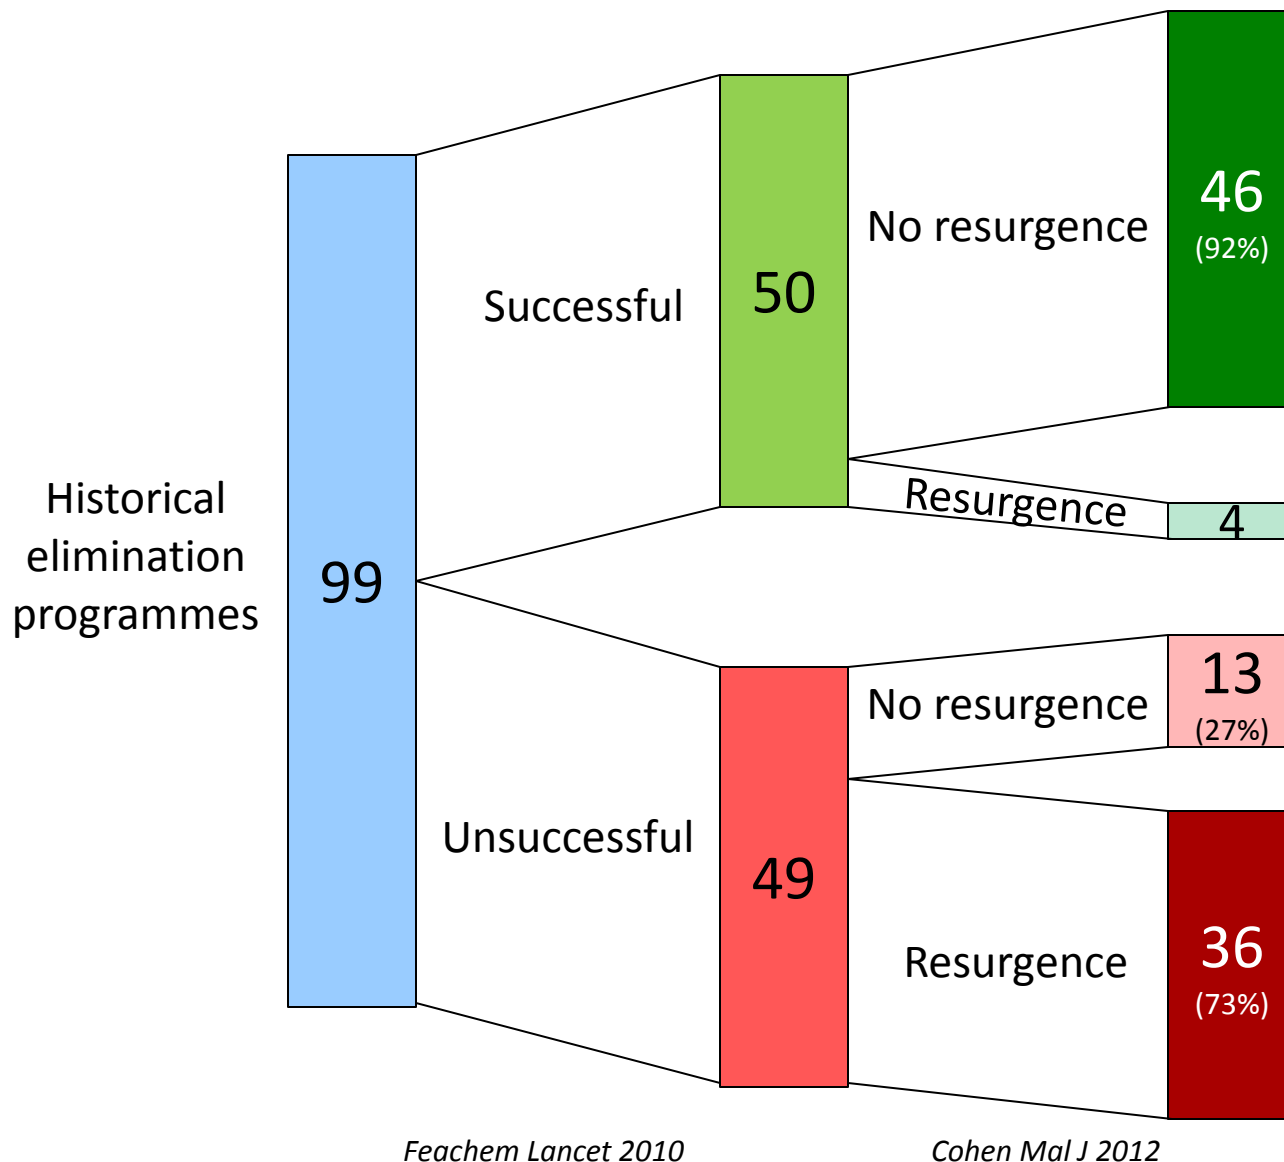 Historical
elimination
programmes
99
Successful
50
No resurgence
46
(92%)
Resurgence
4
Unsuccessful
49
No resurgence
13
(27%)
Resurgence
36
(73%)
Feachem Lancet 2010
Cohen Mal J 2012